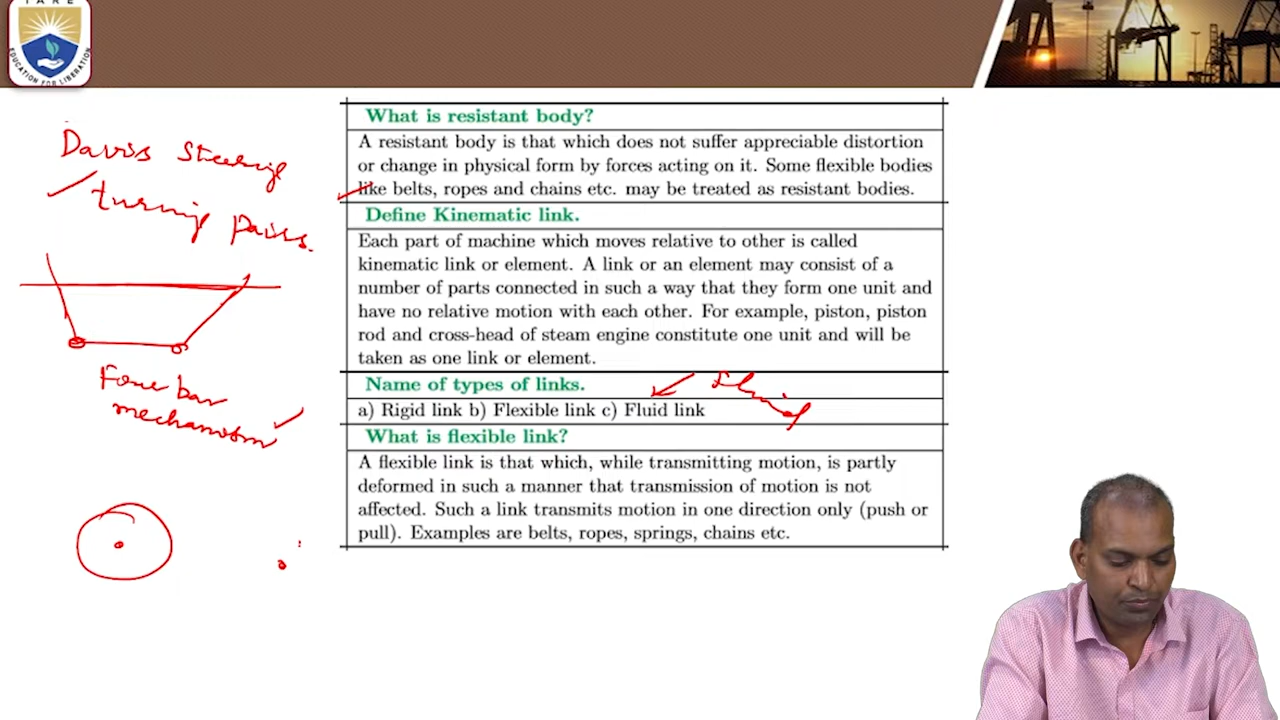 TARE
EDUCATION FOR LIBERATION
Davis Steering
turning pairs.
Four bar
mechanism
What is resistant body?
A resistant body is that which does not suffer appreciable distortion
or change in physical form by forces acting on it. Some flexible bodies
like belts, ropes and chains etc. may be treated as resistant bodies.
Define Kinematic link.
Each part of machine which moves relative to other is called
kinematic link or element. A link or an element may consist of a
number of parts connected in such a way that they form one unit and
have no relative motion with each other. For example, piston, piston
rod and cross-head of steam engine constitute one unit and will be
taken as one link or element.
Name of types of links.
a) Rigid link b) Flexible link c) Fluid link
Fluid
What is flexible link?
A flexible link is that which, while transmitting motion, is partly
deformed in such a manner that transmission of motion is not
affected. Such a link transmits motion in one direction only (push or
pull). Examples are belts, ropes, springs, chains etc.